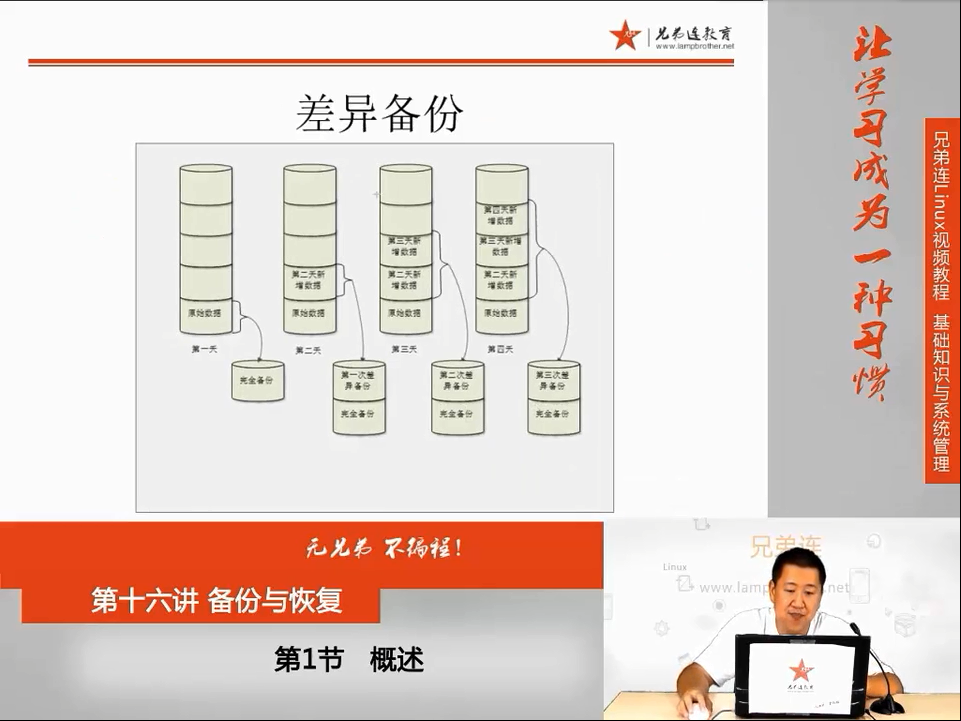 兄弟连教育
www.lampbrother.net
差异备份
第四天新
增数据
第三天新
增数据
第三天新增
数据
第二天新
增数据
第二天新
增数据
第二天新
增数据
原始数据
原始数据
原始数据
原始数据
第一天
第二天
第三天
第四天
完全备份
第一次差
异备份
第二次差
异备份
第三次差
异备份
完全备份
完全备份
完全备份
让学习成为一种习惯
兄弟连Linux视频教程 基础知识与系统管理
无兄弟 不编程!
第十六讲 备份与恢复
第1节 概述
兄弟连
Linux
www.lamp
.net